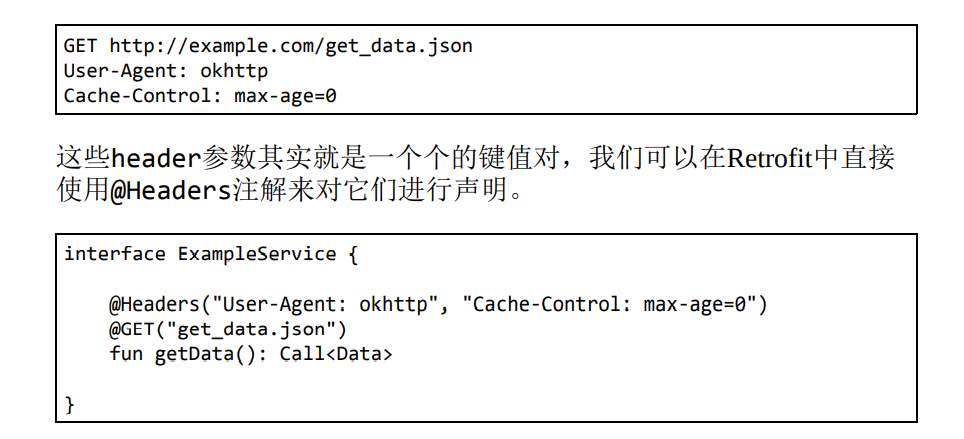 GET http://example.com/get_data.json
User-Agent: okhttp
Cache-Control: max-age=0
这些header参数其实就是一个个的键值对，我们可以在Retrofit中直接
使用@Headers注解来对它们进行声明。
interface ExampleService {
    @Headers("User-Agent: okhttp", "Cache-Control: max-age=0")
    @GET("get_data.json")
    fun getData(): Call<Data>
}